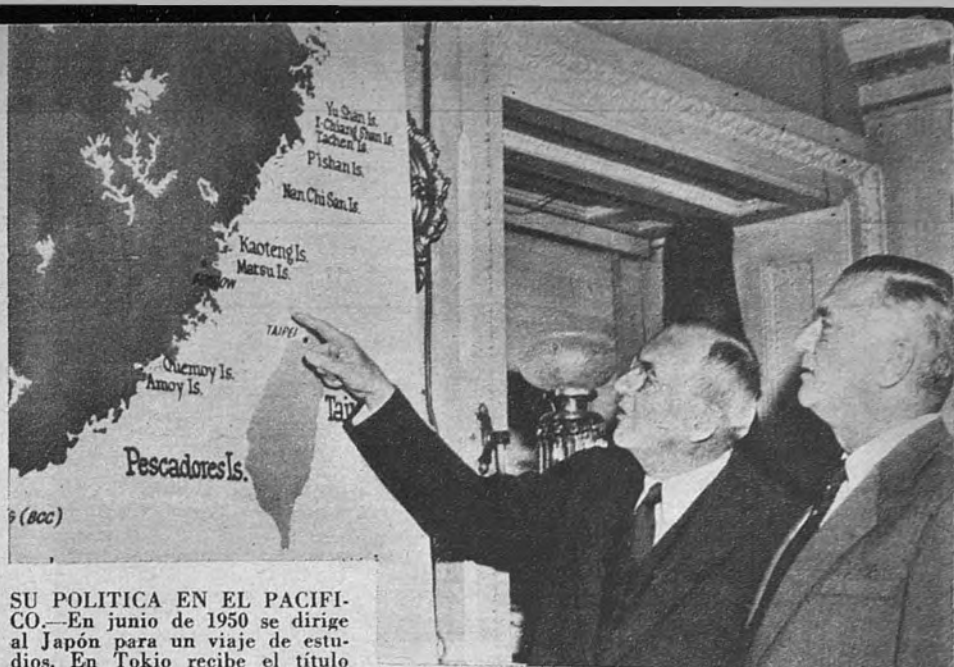 Yu Shan Is.
I-Chiang Shan Is.
Tachen Is.
Pishan Is.
Nan Chi San Is.
Kaoteng Is.
Matsu Is.
TAIPEI
Quemoy Is.
Amoy Is.
Tai
Pescadores Is.
(BCC)
SU POLITICA EN EL PACIFI-
CO.—En junio de 1950 se dirige
al Japón para un viaje de estu-
dios. En Tokio recibe el título